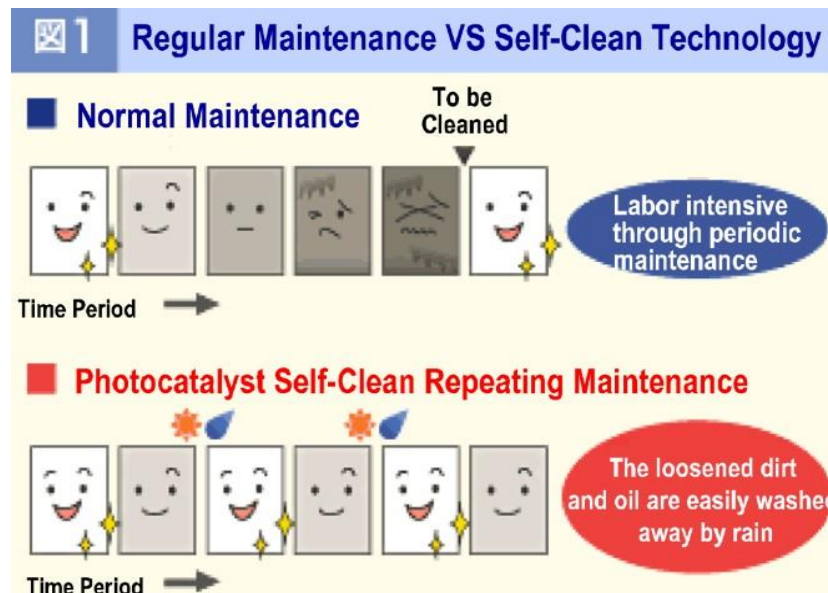 図1 Regular Maintenance VS Self-Clean Technology
Normal Maintenance
To be
Cleaned
Labor intensive
through periodic
maintenance
Time Period
Photocatalyst Self-Clean Repeating Maintenance
The loosened dirt
and oil are easily washed
away by rain
Time Period